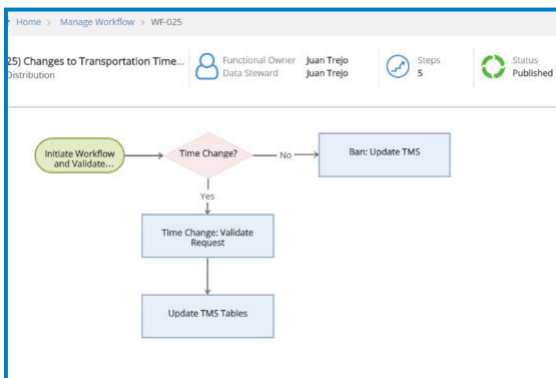 Home > Manage Workflow > WF-025
25) Changes to Transportation Time...
Distribution
Functional Owner Juan Trejo
Data Steward Juan Trejo
Steps
5
Status
Published
Initiate Workflow
and Validate...
Time Change?
No
Ban: Update TMS
Yes
Time Change: Validate
Request
Update TMS Tables